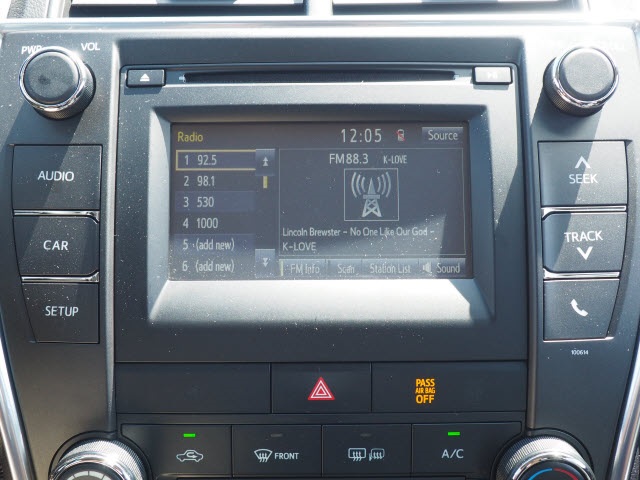 PWR VOL
Radio 12:05 Source
1 92.5
2 98.1
3 530
4 1000
5 (add new)
6 (add new)
FM 88.3 K-LOVE
Lincoln Brewster – No One Like Our God –
K-LOVE
FM Info Scan Station List Sound
AUDIO
CAR
SETUP
SEEK
TRACK
100614
PASS
AIR BAG
OFF
FRONT
A/C